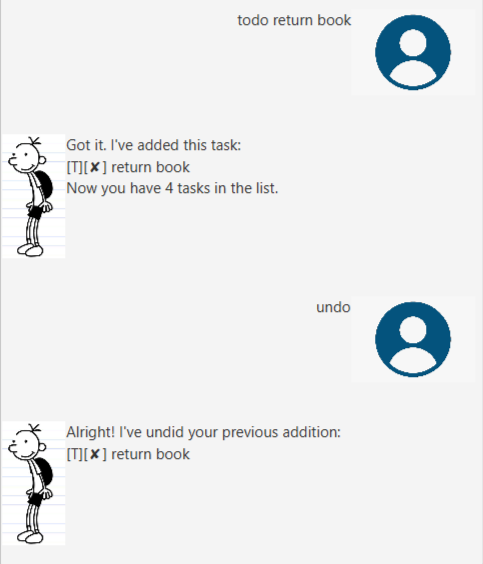 todo return book
Got it. I've added this task:
[T][✘] return book
Now you have 4 tasks in the list.
undo
Alright! I've undid your previous addition:
[T][✘] return book